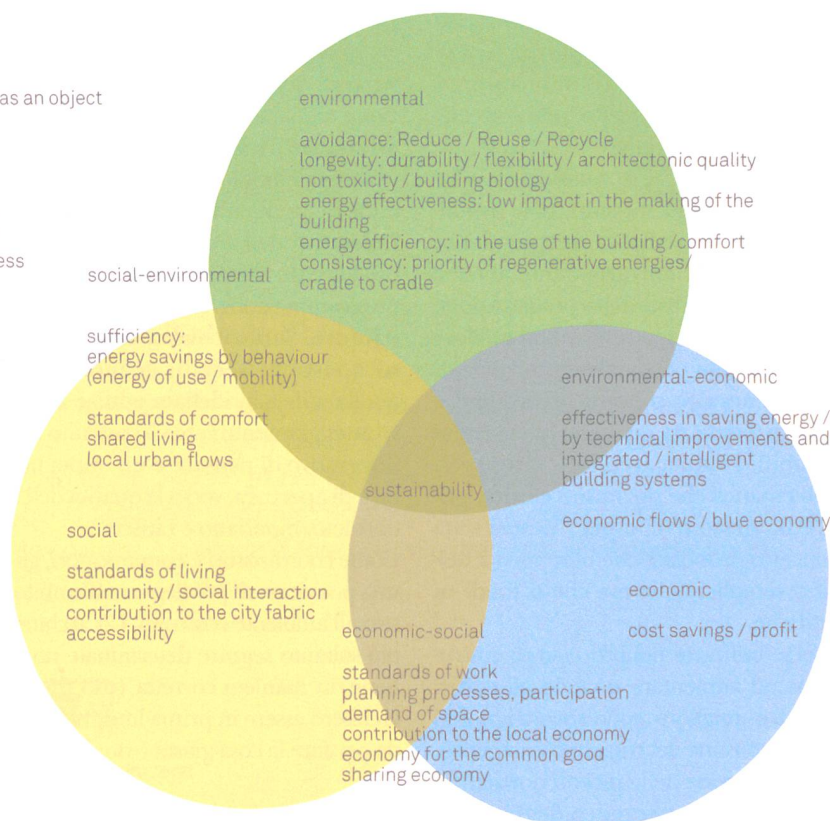 as an object
environmental
avoidance: Reduce / Reuse / Recycle
longevity: durability / flexibility / architectonic quality
non toxicity / building biology
energy effectiveness: low impact in the making of the
building
energy efficiency: in the use of the building /comfort
consistency: priority of regenerative energies/
cradle to cradle
ess
social-environmental
sufficiency:
energy savings by behaviour
(energy of use / mobility)
standards of comfort
shared living
local urban flows
environmental-economic
effectiveness in saving energy /
by technical improvements and
integrated / intelligent
building systems
economic flows / blue economy
sustainability
social
standards of living
community / social interaction
contribution to the city fabric
accessibility
economic
cost savings / profit
economic-social
standards of work
planning processes, participation
demand of space
contribution to the local economy
economy for the common good
sharing economy